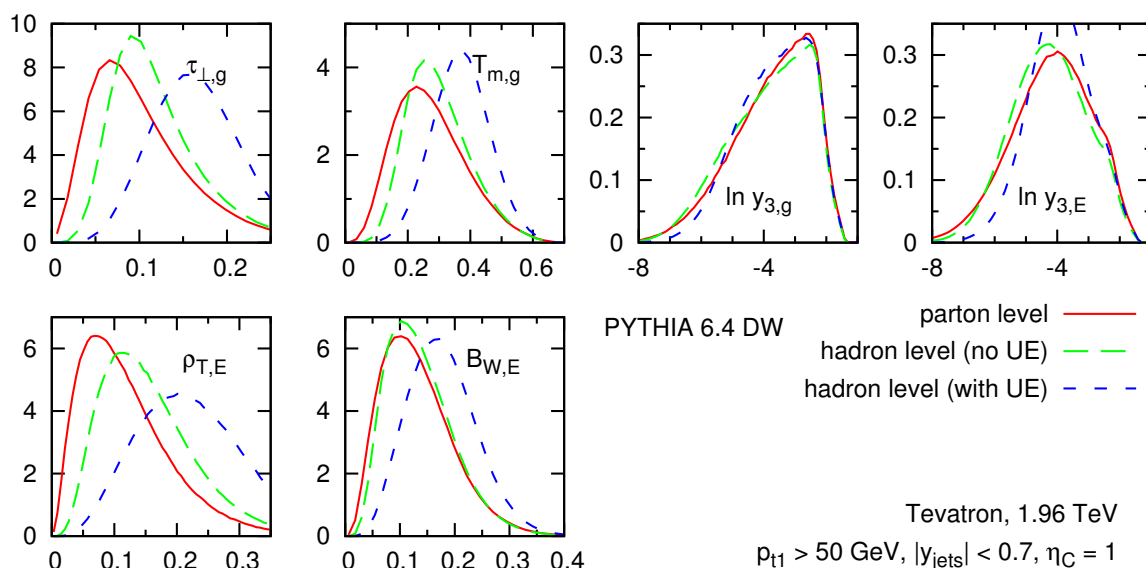 10
8
6
4
2
0
τ⊥,g
0 0.1 0.2
4
2
0
Tm,g
0 0.2 0.4 0.6
0.3
0.2
0.1
0
ln y3,g
-8 -4
0.3
0.2
0.1
0
ln y3,E
-8 -4
6
4
2
0
ρT,E
0 0.1 0.2 0.3
6
4
2
0
BW,E
0 0.1 0.2 0.3 0.4
PYTHIA 6.4 DW
parton level
hadron level (no UE)
hadron level (with UE)
Tevatron, 1.96 TeV
pt1 > 50 GeV, |yjets| < 0.7, ηC = 1